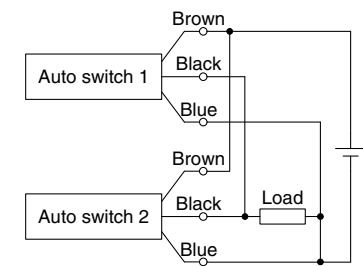 Brown
Black
Auto switch 1
Blue
Brown
Black
Load
Auto switch 2
Blue